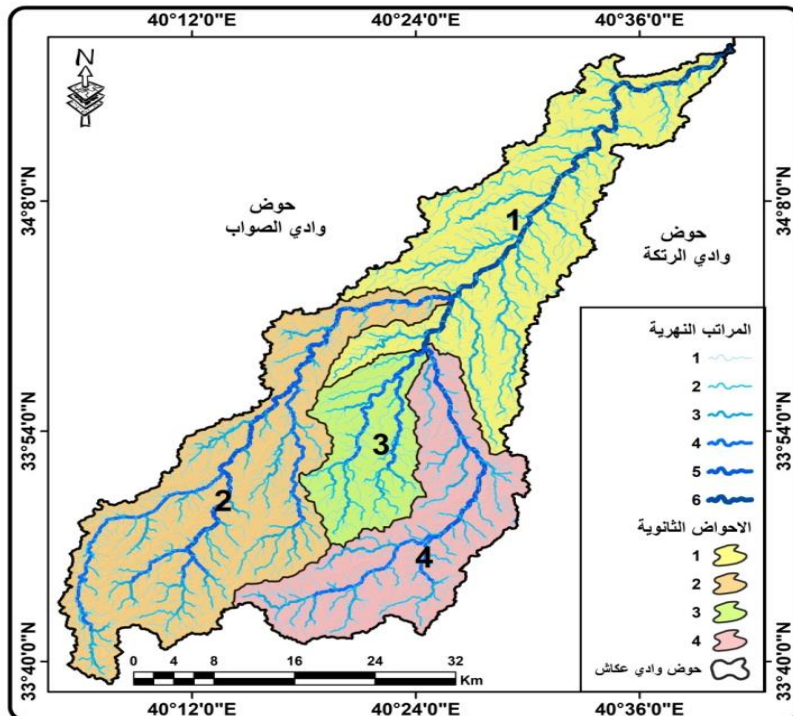 40°12'0"E 40°24'0"E 40°36'0"E
N
34°8'0"N 34°8'0"N
حوض
وادي الصواب
1
حوض
وادي الرتكة
المراتب النهرية
1
2
3
4
5
6
33°54'0"N 33°54'0"N
3
2
4
الاحواض الثانوية
1
2
3
4
حوض وادي عكاش
33°40'0"N 33°40'0"N
0 4 8 16 24 32
Km
40°12'0"E 40°24'0"E 40°36'0"E